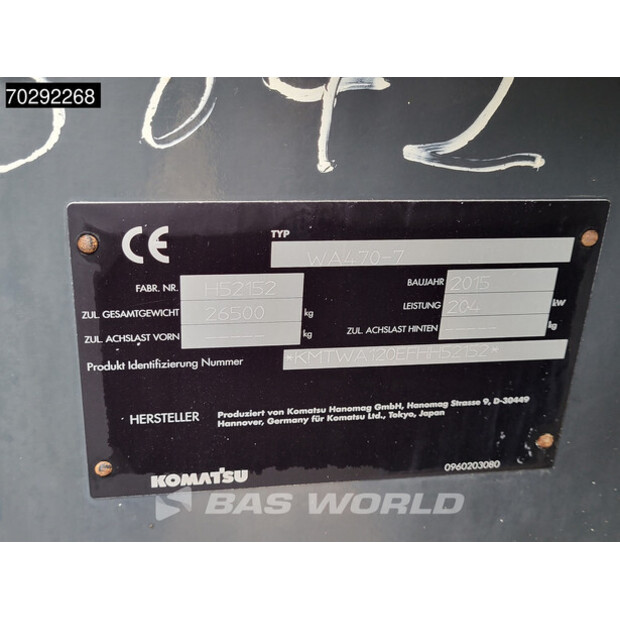 70292268
3042
CE
TYP
WA470-7
FABR. NR. H52152 BAUJAHR 2015
ZUL. GESAMTGEWICHT 26500 kg LEISTUNG 204 kW
ZUL. ACHSLAST VORN ---- kg ZUL. ACHSLAST HINTEN ---- kg
Produkt Identifizierung Nummer
HERSTELLER Produziert von Komatsu Hanomag GmbH, Hanomag Strasse 9, D-30449
Hannover, Germany für Komatsu Ltd., Tokyo, Japan
KOMATSU 0960203080
BAS WORLD